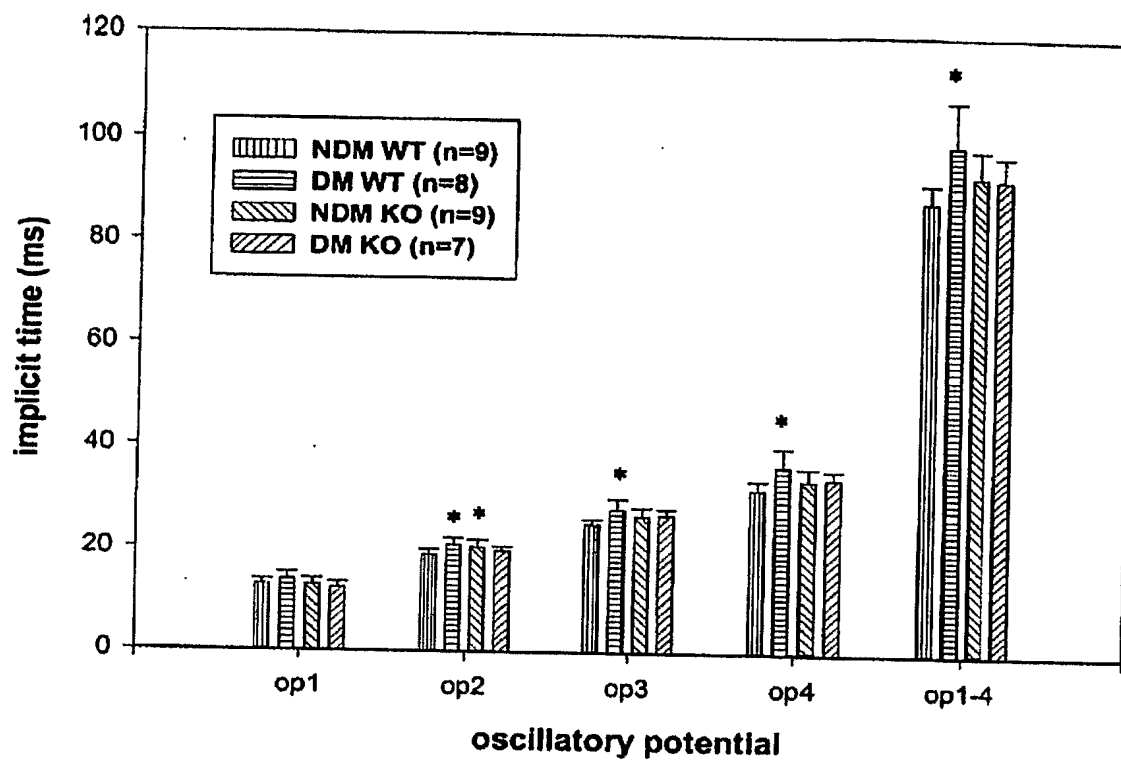 120
100
80
60
40
20
0
implicit time (ms)
NDM WT (n=9)
DM WT (n=8)
NDM KO (n=9)
DM KO (n=7)
*
* *
*
*
op1 op2 op3 op4 op1-4
oscillatory potential